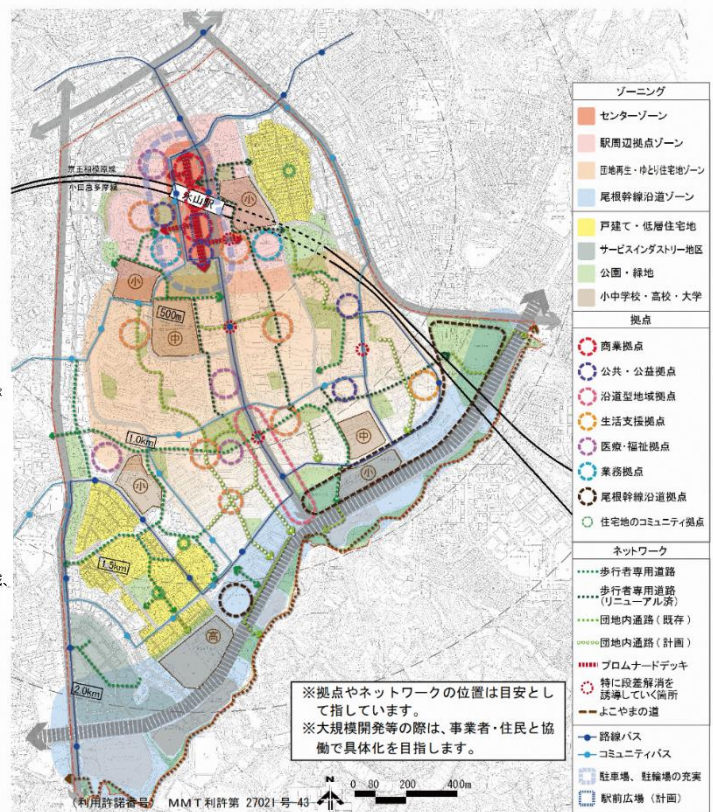 京王相模原線
小田急多摩線
永山駅
小
小
500m
中
1.0km
中
小
小
1.5km
高
2.0km
※拠点やネットワークの位置は目安とし
て指しています。
※大規模開発等の際は、事業者・住民と協
働で具体化を目指します。
(利用許諾番号) MMT利許第 27021 号-43
N
0 80 200 400m
ゾーニング
センターゾーン
駅周辺拠点ゾーン
団地再生・ゆとり住宅地ゾーン
尾根幹線沿道ゾーン
戸建て・低層住宅地
サービスインダストリー地区
公園・緑地
小中学校・高校・大学
拠点
商業拠点
公共・公益拠点
沿道型地域拠点
生活支援拠点
医療・福祉拠点
業務拠点
尾根幹線沿道拠点
住宅地のコミュニティ拠点
ネットワーク
歩行者専用道路
歩行者専用道路
(リニューアル済)
団地内通路(既存)
団地内通路(計画)
プロムナードデッキ
特に段差解消を
誘導していく箇所
よこやまの道
路線バス
コミュニティバス
駐車場、駐輪場の充実
駅前広場(計画)